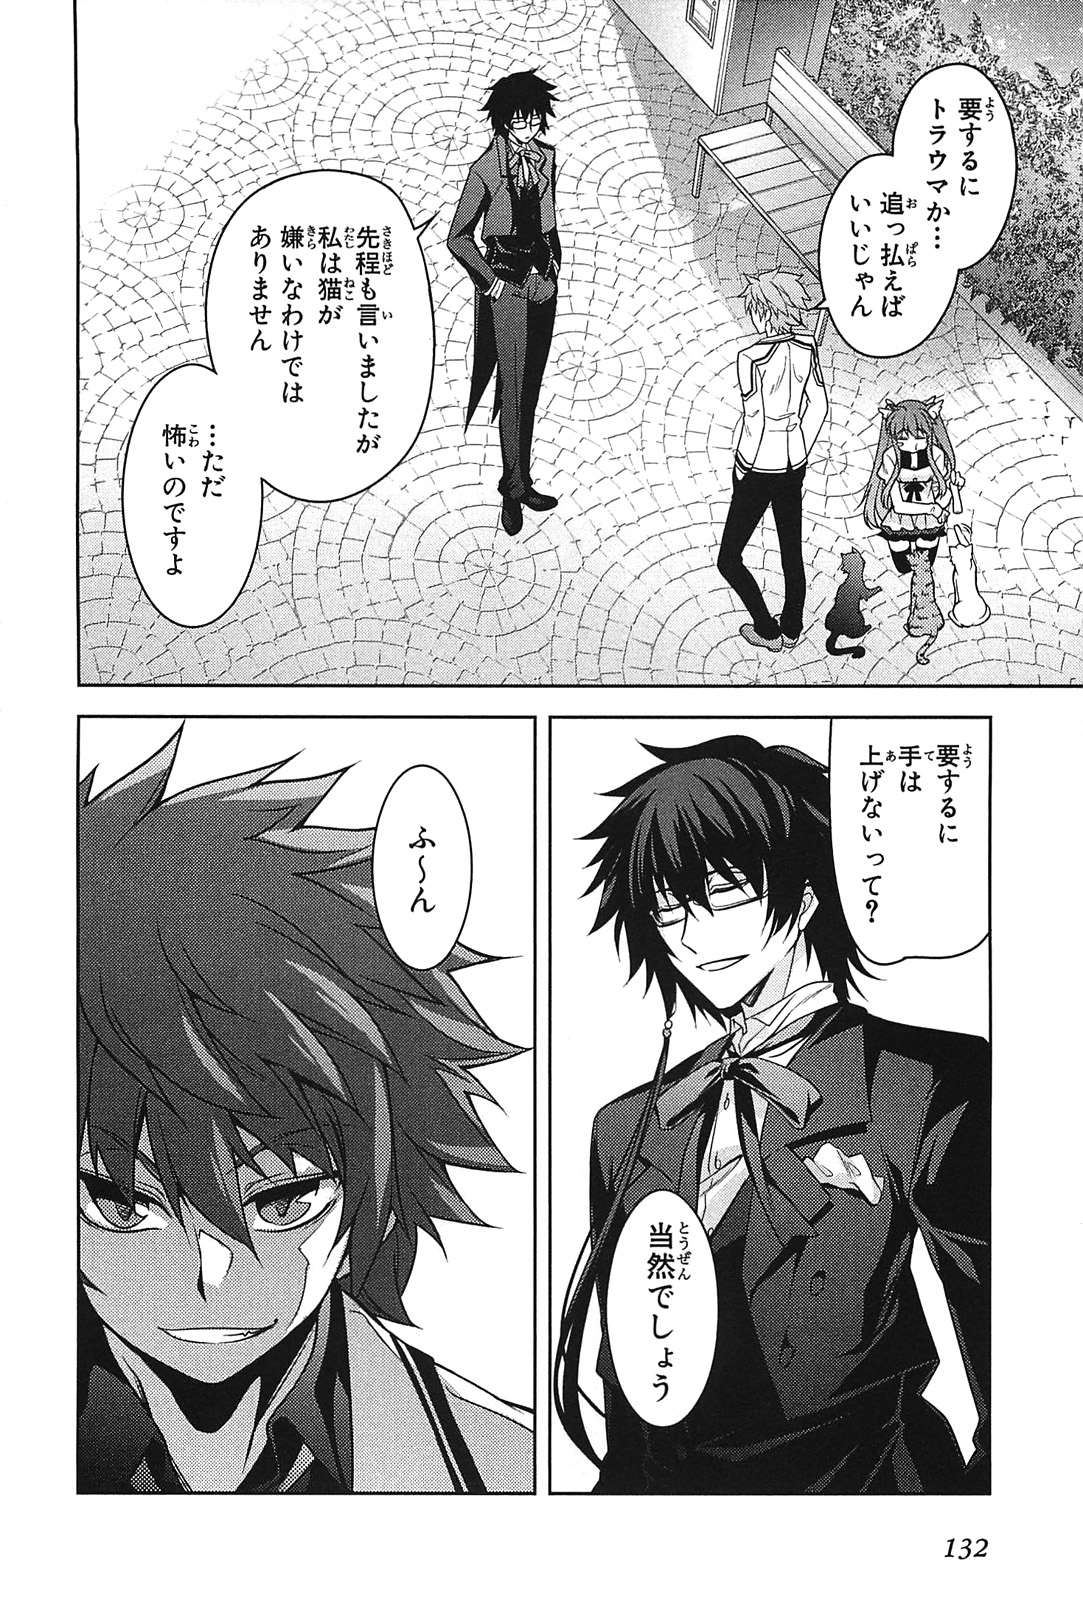 要するに
トラウマか…
追っ払えば
いいじゃん
先程も言いましたが
私は猫が
嫌いなわけでは
ありません
…ただ
怖いのですよ
要するに
手は
上げないって?
当然でしょう
ふ～ん
132